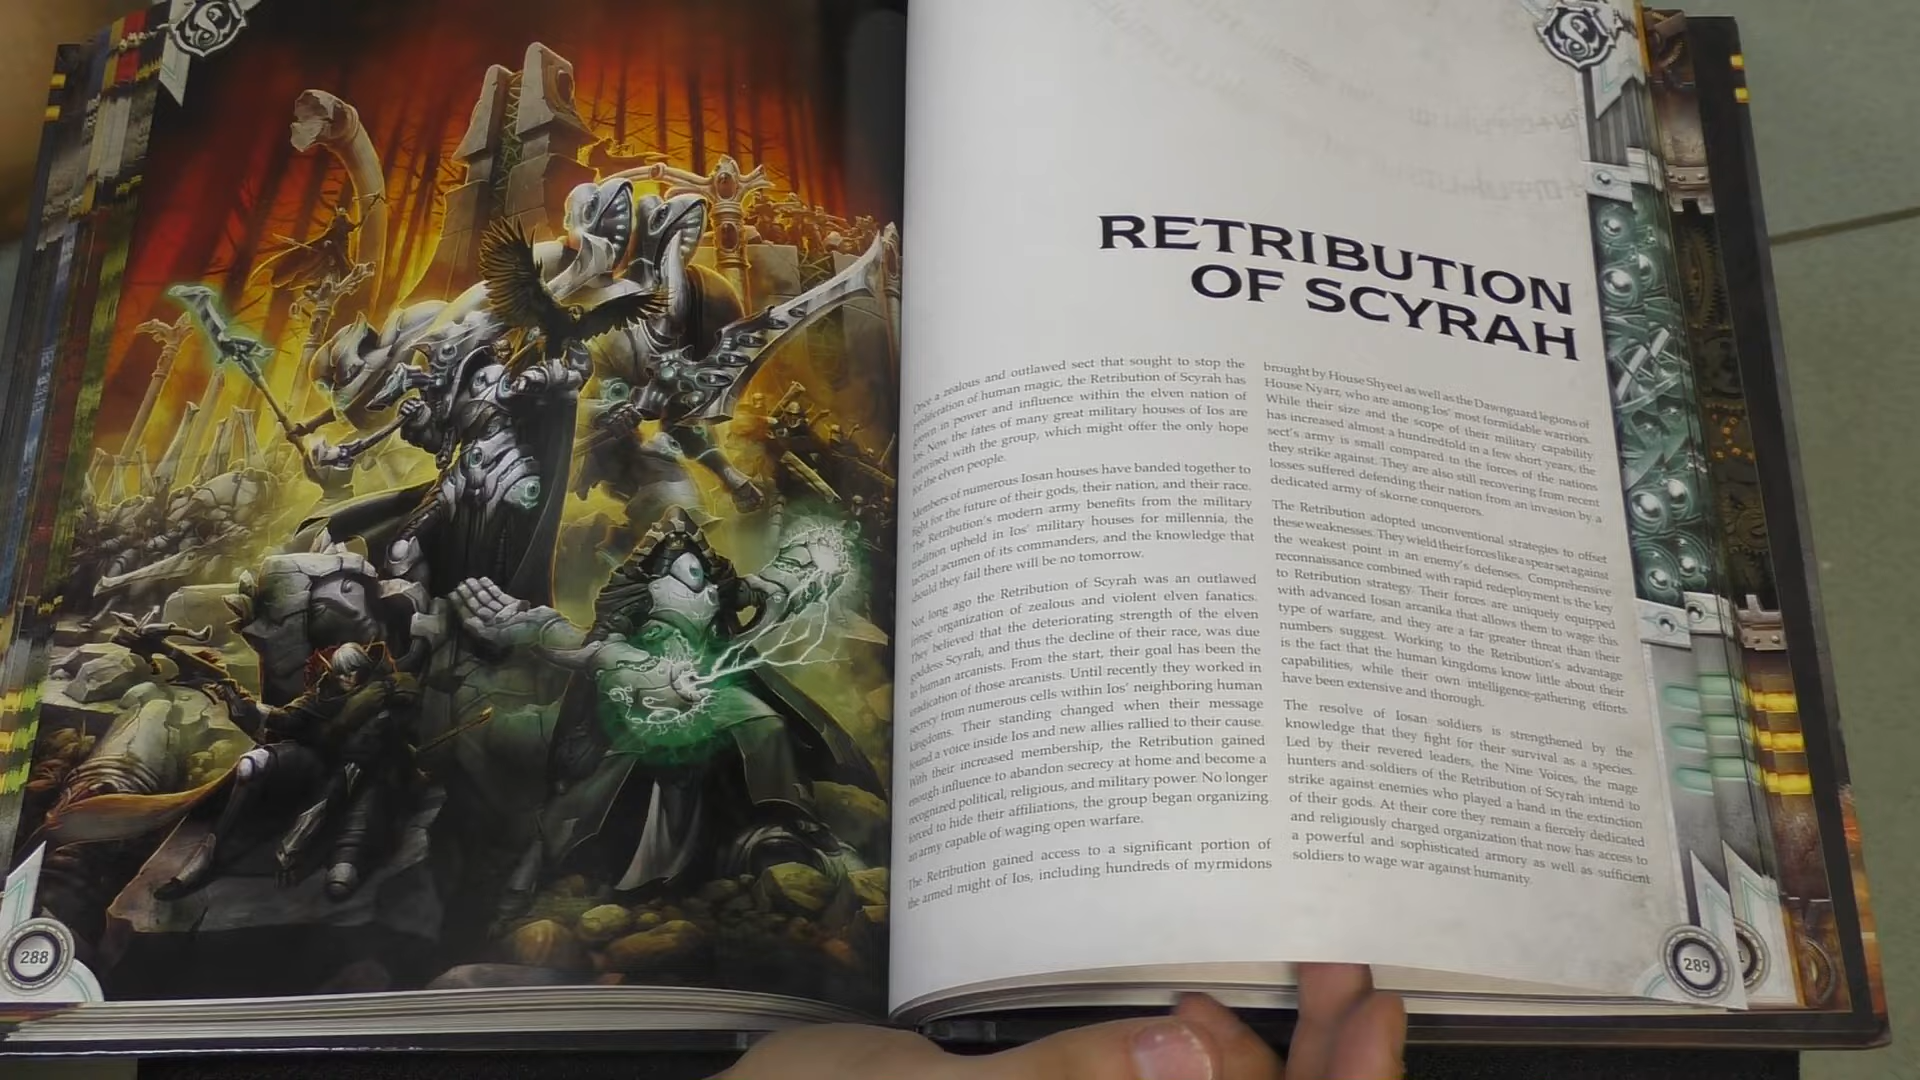 RETRIBUTION
OF SCYRAH
Once a zealous and outlawed sect that sought to stop the
proliferation of human magic, the Retribution of Scyrah has
grown in power and influence within the elven nation of
Ios. Now the fates of many great military houses of Ios are
entwined with the group, which might offer the only hope
for the elven people.
Members of numerous Iosan houses have banded together to
fight for the future of their gods, their nation, and their race.
The Retribution's modern army benefits from the military
tradition upheld in Ios' military houses for millennia, the
tactical acumen of its commanders, and the knowledge that
should they fail there will be no tomorrow.
Not long ago the Retribution of Scyrah was an outlawed
fringe organization of zealous and violent elven fanatics.
They believed that the deteriorating strength of the elven
goddess Scyrah, and thus the decline of their race, was due
to human arcanists. From the start, their goal has been the
eradication of those arcanists. Until recently they worked in
secrecy from numerous cells within Ios' neighboring human
kingdoms. Their standing changed when their message
found a voice inside Ios and new allies rallied to their cause.
With their increased membership, the Retribution gained
enough influence to abandon secrecy at home and become a
recognized political, religious, and military power. No longer
forced to hide their affiliations, the group began organizing
an army capable of waging open warfare.
The Retribution gained access to a significant portion of
the armed might of Ios, including hundreds of myrmidons
brought by House Shyeel as well as the Dawnguard legions of
House Nyarr, who are among Ios' most formidable warriors.
While their size and the scope of their military capability
has increased almost a hundredfold in a few short years, the
sect's army is small compared to the forces of the nations
they strike against. They are also still recovering from recent
losses suffered defending their nation from an invasion by a
dedicated army of skorne conquerors.
The Retribution adopted unconventional strategies to offset
these weaknesses. They wield their forces like a spear set against
the weakest point in an enemy's defenses. Comprehensive
reconnaissance combined with rapid redeployment is the key
to Retribution strategy. Their forces are uniquely equipped
with advanced Iosan arcanika that allows them to wage this
type of warfare, and they are a far greater threat than their
numbers suggest. Working to the Retribution's advantage
is the fact that the human kingdoms know little about their
capabilities, while their own intelligence-gathering efforts
have been extensive and thorough.
The resolve of Iosan soldiers is strengthened by the
knowledge that they fight for their survival as a species.
Led by their revered leaders, the Nine Voices, the mage
hunters and soldiers of the Retribution of Scyrah intend to
strike against enemies who played a hand in the extinction
of their gods. At their core they remain a fiercely dedicated
and religiously charged organization that now has access to
a powerful and sophisticated armory as well as sufficient
soldiers to wage war against humanity.
288
289